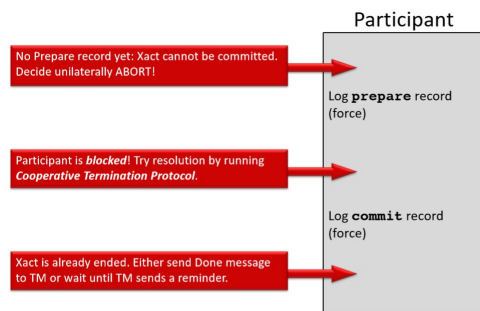 Participant
No Prepare record yet: Xact cannot be committed.
Decide unilaterally ABORT!
Log prepare record
(force)
Participant is blocked! Try resolution by running
Cooperative Termination Protocol.
Log commit record
(force)
Xact is already ended. Either send Done message
to TM or wait until TM sends a reminder.